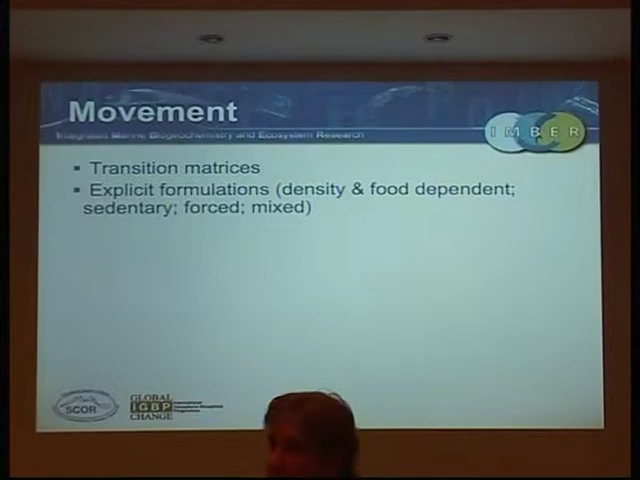 Movement
Integrated Marine Biogeochemistry and Ecosystem Research
IMBER
▪ Transition matrices
▪ Explicit formulations (density & food dependent;
sedentary; forced; mixed)
SCOR
GLOBAL
IGBP
CHANGE